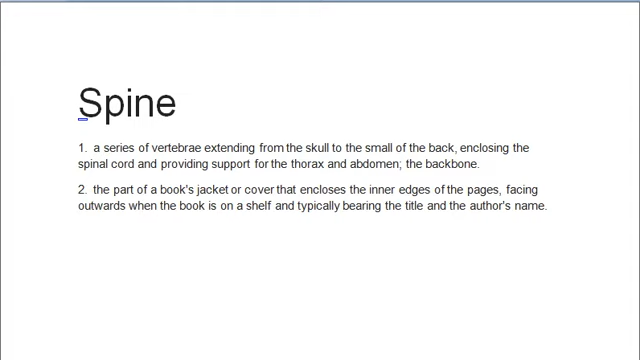 Spine
1. a series of vertebrae extending from the skull to the small of the back, enclosing the
spinal cord and providing support for the thorax and abdomen; the backbone.
2. the part of a book's jacket or cover that encloses the inner edges of the pages, facing
outwards when the book is on a shelf and typically bearing the title and the author's name.